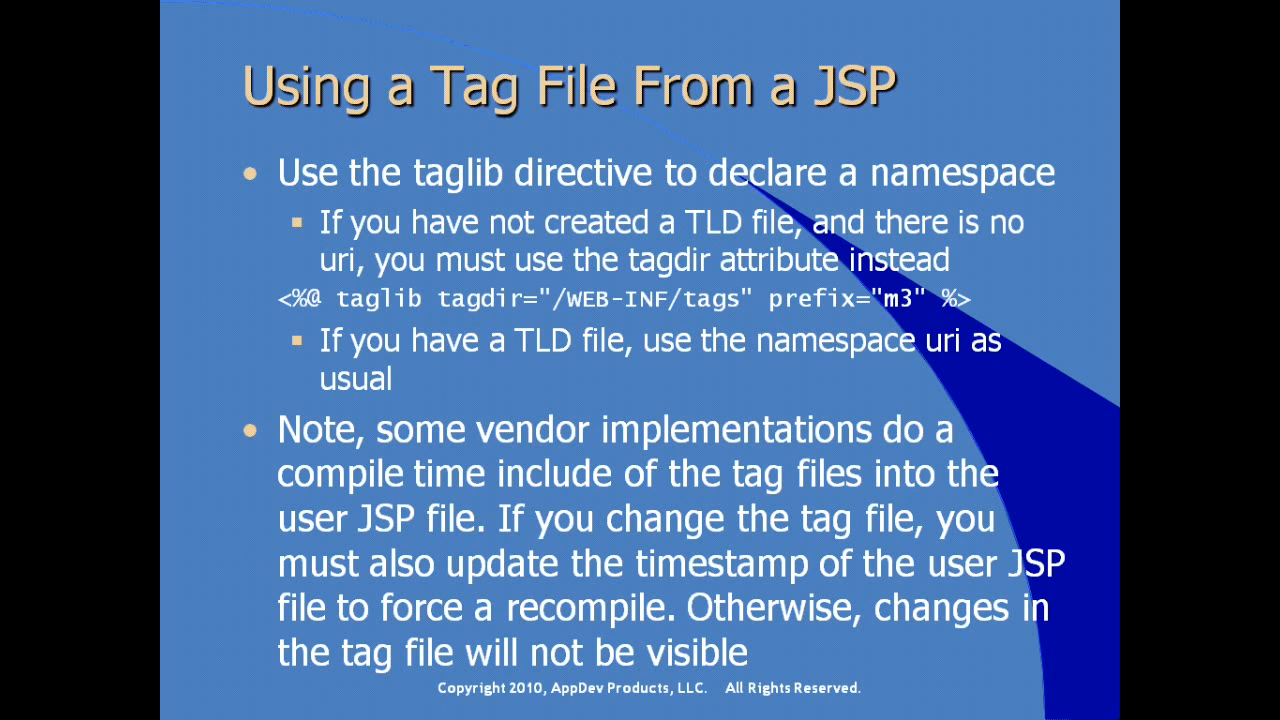 Using a Tag File From a JSP
• Use the taglib directive to declare a namespace
▪ If you have not created a TLD file, and there is no
uri, you must use the tagdir attribute instead
<%@ taglib tagdir="/WEB-INF/tags" prefix="m3" %>
▪ If you have a TLD file, use the namespace uri as
usual
• Note, some vendor implementations do a
compile time include of the tag files into the
user JSP file. If you change the tag file, you
must also update the timestamp of the user JSP
file to force a recompile. Otherwise, changes in
the tag file will not be visible
Copyright 2010, AppDev Products, LLC. All Rights Reserved.